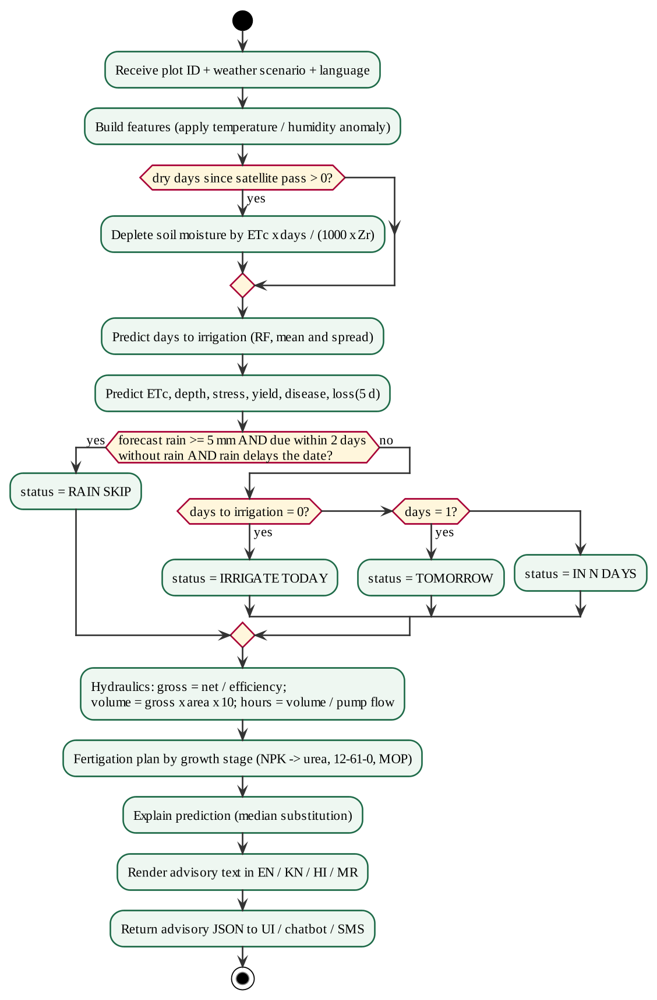 Receive plot ID + weather scenario + language
Build features (apply temperature / humidity anomaly)
dry days since satellite pass > 0?
yes
Deplete soil moisture by ETc x days / (1000 x Zr)
Predict days to irrigation (RF, mean and spread)
Predict ETc, depth, stress, yield, disease, loss(5 d)
yes
forecast rain >= 5 mm AND due within 2 days
without rain AND rain delays the date?
no
status = RAIN SKIP
days to irrigation = 0?
days = 1?
yes
yes
status = IRRIGATE TODAY
status = TOMORROW
status = IN N DAYS
Hydraulics: gross = net / efficiency;
volume = gross x area x 10; hours = volume / pump flow
Fertigation plan by growth stage (NPK -> urea, 12-61-0, MOP)
Explain prediction (median substitution)
Render advisory text in EN / KN / HI / MR
Return advisory JSON to UI / chatbot / SMS